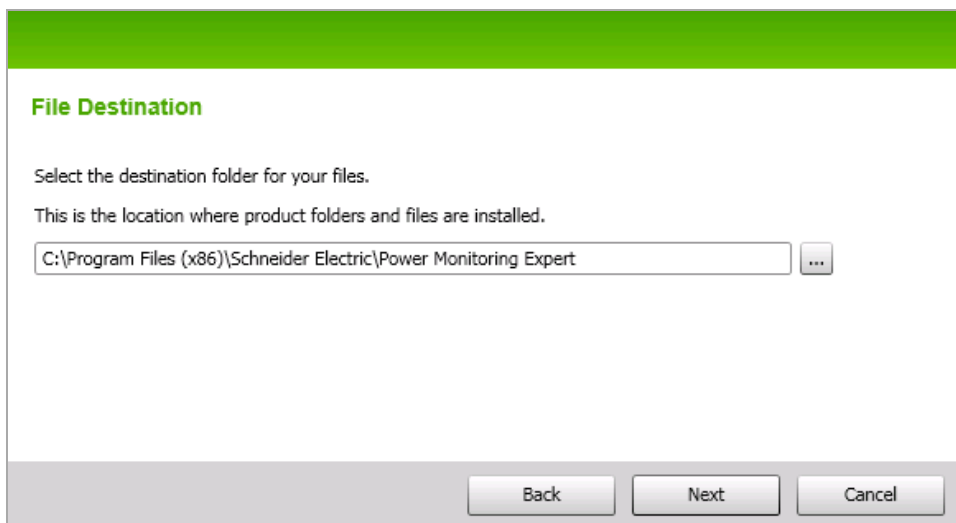 File Destination
Select the destination folder for your files.
This is the location where product folders and files are installed.
C:\Program Files (x86)\Schneider Electric\Power Monitoring Expert
...
Back
Next
Cancel